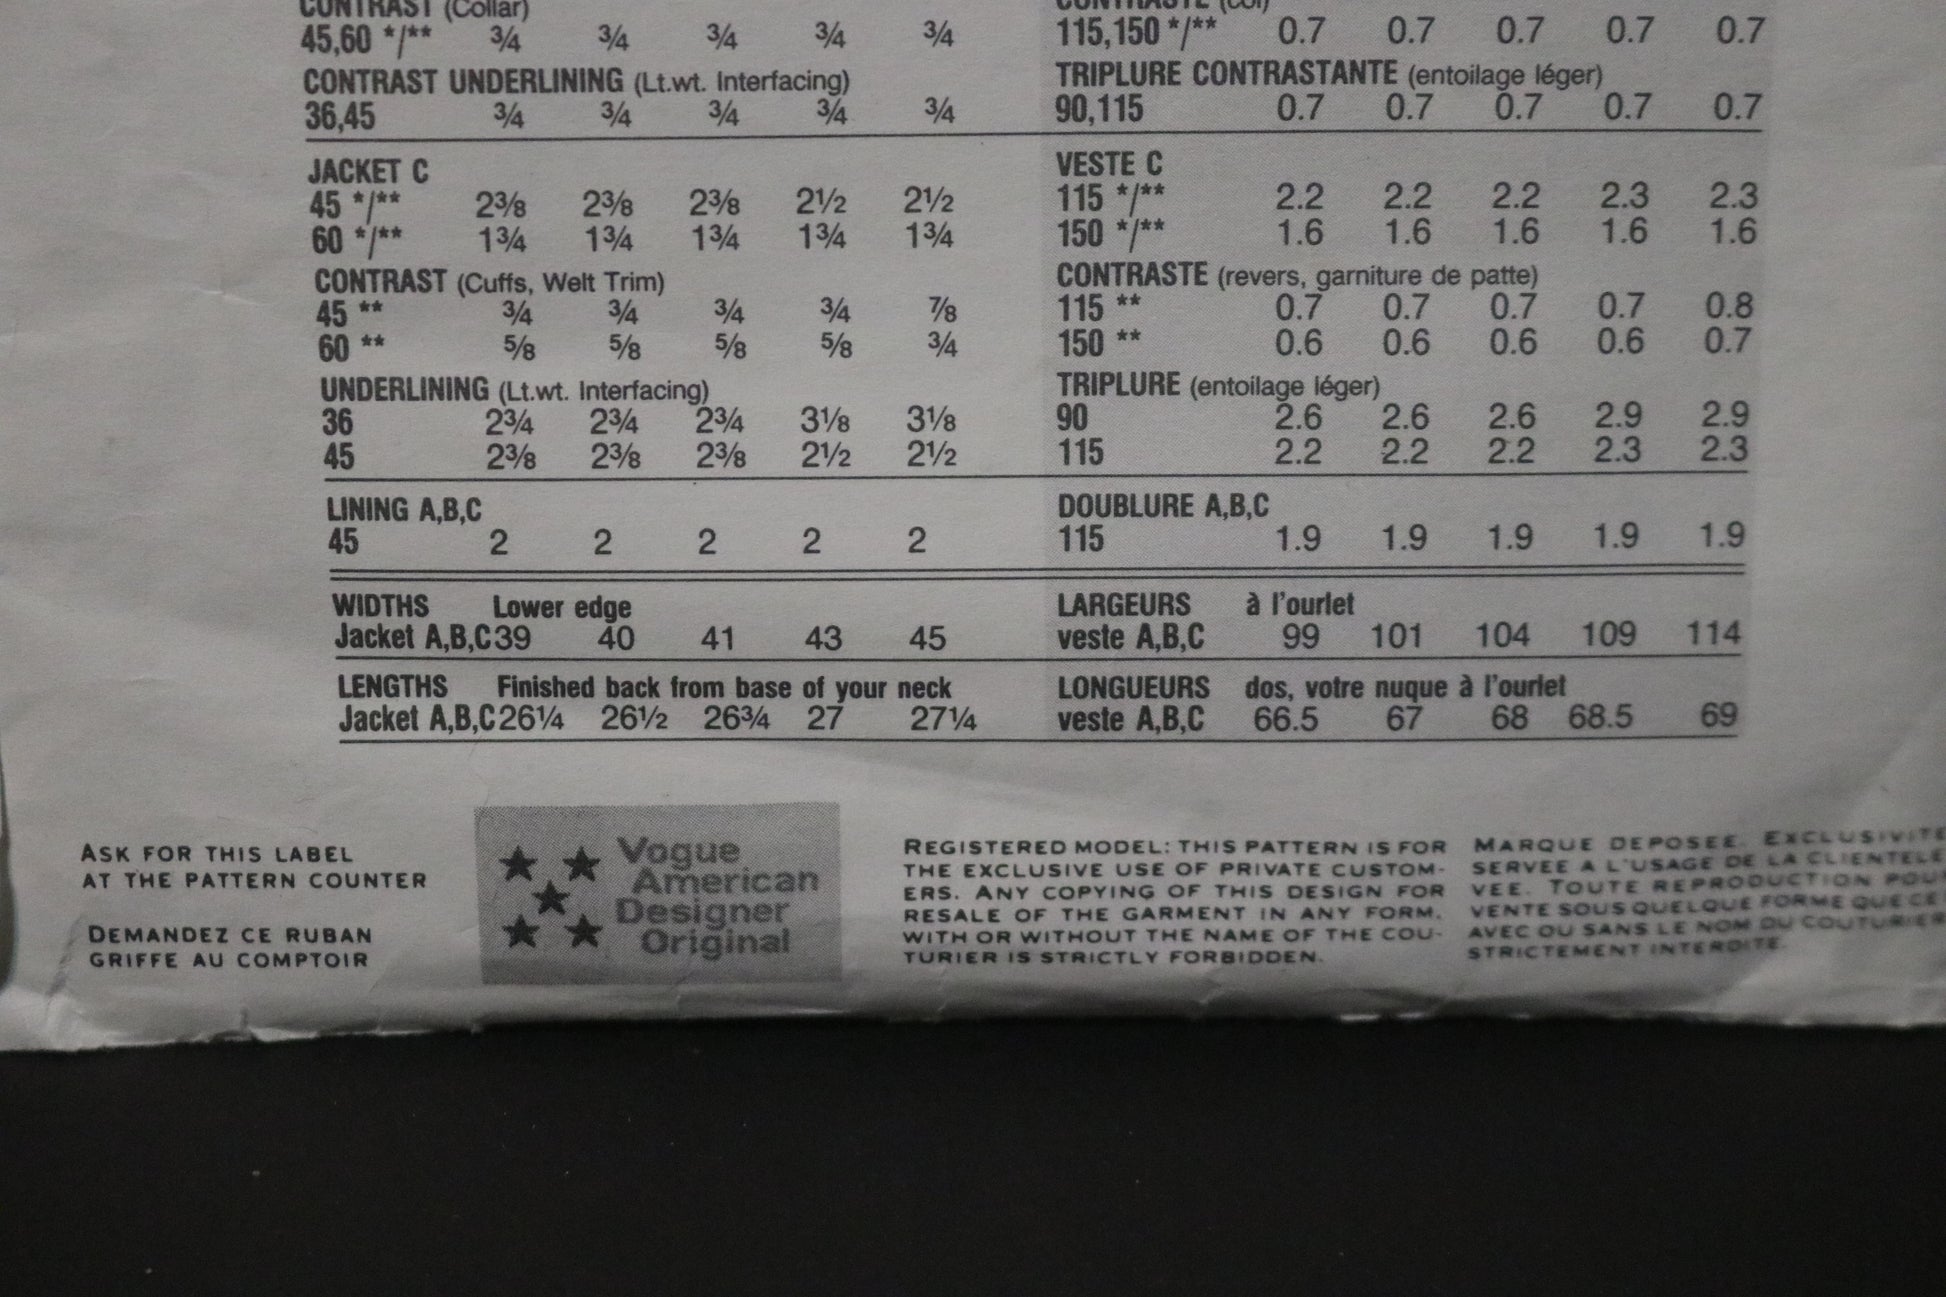 CONTRAST (Collar)
45,60 */** ¾ ¾ ¾ ¾ ¾
CONTRAST UNDERLINING (Lt.wt. Interfacing)
36,45 ¾ ¾ ¾ ¾ ¾
JACKET C
45 */** 2⅜ 2⅜ 2⅜ 2½ 2½
60 */** 1¾ 1¾ 1¾ 1¾ 1¾
CONTRAST (Cuffs, Welt Trim)
45 ** ¾ ¾ ¾ ¾ ⅞
60 ** ⅝ ⅝ ⅝ ⅝ ¾
UNDERLINING (Lt.wt. Interfacing)
36 2¾ 2¾ 2¾ 3⅛ 3⅛
45 2⅜ 2⅜ 2⅜ 2½ 2½
LINING A,B,C
45 2 2 2 2 2
WIDTHS Lower edge
Jacket A,B,C 39 40 41 43 45
LENGTHS Finished back from base of your neck
Jacket A,B,C 26¼ 26½ 26¾ 27 27¼
CONTRASTE (col)
115,150 */** 0.7 0.7 0.7 0.7 0.7
TRIPLURE CONTRASTANTE (entoilage léger)
90,115 0.7 0.7 0.7 0.7 0.7
VESTE C
115 */** 2.2 2.2 2.2 2.3 2.3
150 */** 1.6 1.6 1.6 1.6 1.6
CONTRASTE (revers, garniture de patte)
115 ** 0.7 0.7 0.7 0.7 0.8
150 ** 0.6 0.6 0.6 0.6 0.7
TRIPLURE (entoilage léger)
90 2.6 2.6 2.6 2.9 2.9
115 2.2 2.2 2.2 2.3 2.3
DOUBLURE A,B,C
115 1.9 1.9 1.9 1.9 1.9
LARGEURS à l'ourlet
veste A,B,C 99 101 104 109 114
LONGUEURS dos, votre nuque à l'ourlet
veste A,B,C 66.5 67 68 68.5 69
ASK FOR THIS LABEL
AT THE PATTERN COUNTER
DEMANDEZ CE RUBAN
GRIFFE AU COMPTOIR
Vogue
American
Designer
Original
REGISTERED MODEL: THIS PATTERN IS FOR
THE EXCLUSIVE USE OF PRIVATE CUSTOM-
ERS. ANY COPYING OF THIS DESIGN FOR
RESALE OF THE GARMENT IN ANY FORM,
WITH OR WITHOUT THE NAME OF THE COU-
TURIER IS STRICTLY FORBIDDEN.
MARQUE DEPOSEE. EXCLUSIVITE
SERVEE A L'USAGE DE LA CLIENTELE
VEE. TOUTE REPRODUCTION POU
VENTE SOUS QUELQUE FORME QUE CE
AVEC OU SANS LE NOM DU COUTURIER
STRICTEMENT INTERDITE.